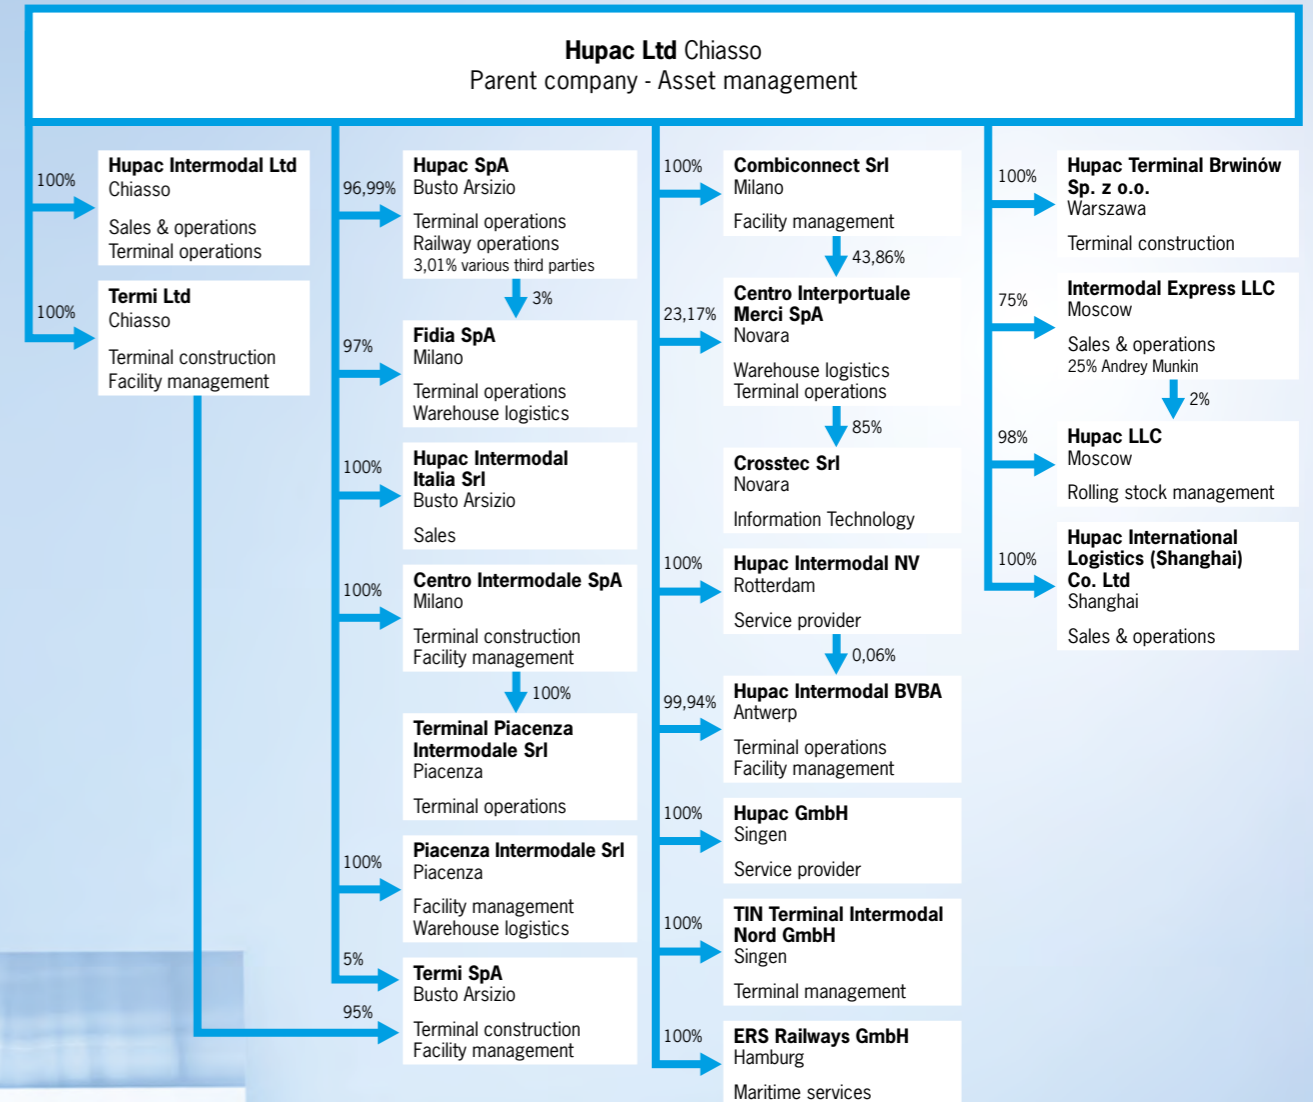 Hupac Ltd Chiasso
Parent company - Asset management
100%
Hupac Intermodal Ltd
Chiasso
Sales & operations
Terminal operations
100%
Termi Ltd
Chiasso
Terminal construction
Facility management
96,99%
Hupac SpA
Busto Arsizio
Terminal operations
Railway operations
3,01% various third parties
3%
97%
Fidia SpA
Milano
Terminal operations
Warehouse logistics
100%
Hupac Intermodal
Italia Srl
Busto Arsizio
Sales
100%
Centro Intermodale SpA
Milano
Terminal construction
Facility management
100%
Terminal Piacenza
Intermodale Srl
Piacenza
Terminal operations
100%
Piacenza Intermodale Srl
Piacenza
Facility management
Warehouse logistics
5%
95%
Termi SpA
Busto Arsizio
Terminal construction
Facility management
100%
Combiconnect Srl
Milano
Facility management
43,86%
23,17%
Centro Interportuale
Merci SpA
Novara
Warehouse logistics
Terminal operations
85%
Crosstec Srl
Novara
Information Technology
100%
Hupac Intermodal NV
Rotterdam
Service provider
0,06%
99,94%
Hupac Intermodal BVBA
Antwerp
Terminal operations
Facility management
100%
Hupac GmbH
Singen
Service provider
100%
TIN Terminal Intermodal
Nord GmbH
Singen
Terminal management
100%
ERS Railways GmbH
Hamburg
Maritime services
100%
Hupac Terminal Brwinów
Sp. z o.o.
Warszawa
Terminal construction
75%
Intermodal Express LLC
Moscow
Sales & operations
25% Andrey Munkin
2%
98%
Hupac LLC
Moscow
Rolling stock management
100%
Hupac International
Logistics (Shanghai)
Co. Ltd
Shanghai
Sales & operations